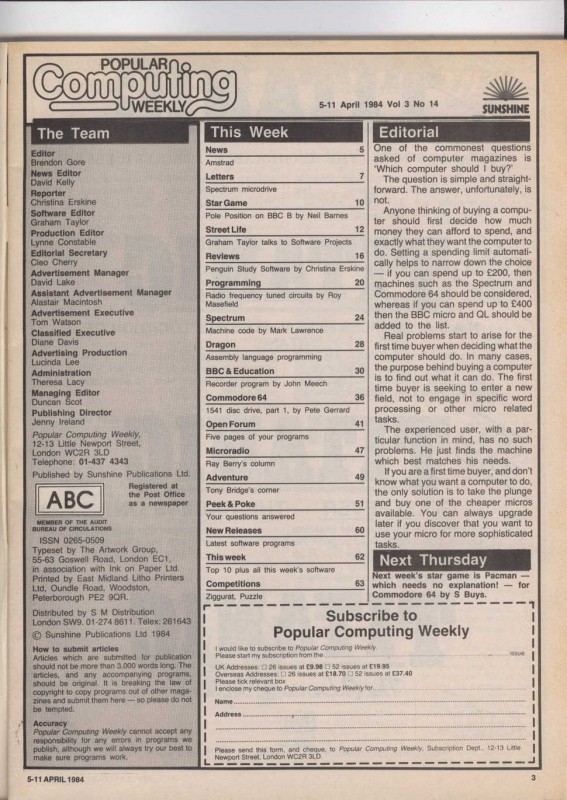 POPULAR
Computing
WEEKLY
5-11 April 1984 Vol 3 No 14
SUNSHINE
The Team
Editor
Brendon Gore
News Editor
David Kelly
Reporter
Christina Erskine
Software Editor
Graham Taylor
Production Editor
Lynne Constable
Editorial Secretary
Cleo Cherry
Advertisement Manager
David Lake
Assistant Advertisement Manager
Alastair Macintosh
Advertisement Executive
Tom Watson
Classified Executive
Diane Davis
Advertising Production
Lucinda Lee
Administration
Theresa Lacy
Managing Editor
Duncan Scot
Publishing Director
Jenny Ireland
Popular Computing Weekly,
12-13 Little Newport Street,
London WC2R 3LD
Telephone: 01-437 4343
Published by Sunshine Publications Ltd.
ABC
Registered at
the Post Office
as a newspaper
MEMBER OF THE AUDIT
BUREAU OF CIRCULATIONS
ISSN 0265-0509
Typeset by The Artwork Group,
55-63 Goswell Road, London EC1,
in association with Ink on Paper Ltd.
Printed by East Midland Litho Printers
Ltd, Oundle Road, Woodston,
Peterborough PE2 9QR.
Distributed by S M Distribution
London SW9. 01-274 8611. Telex: 261643
© Sunshine Publications Ltd 1984
How to submit articles
Articles which are submitted for publication
should not be more than 3,000 words long. The
articles, and any accompanying programs,
should be original. It is breaking the law of
copyright to copy programs out of other maga-
zines and submit them here — so please do not
be tempted.
Accuracy
Popular Computing Weekly cannot accept any
responsibility for any errors in programs we
publish, although we will always try our best to
make sure programs work.
This Week
News 5
Amstrad
Letters 7
Spectrum microdrive
Star Game 10
Pole Position on BBC B by Neil Barnes
Street Life 12
Graham Taylor talks to Software Projects
Reviews 16
Penguin Study Software by Christina Erskine
Programming 20
Radio frequency tuned circuits by Roy
Masefield
Spectrum 24
Machine code by Mark Lawrence
Dragon 28
Assembly language programming
BBC & Education 30
Recorder program by John Meech
Commodore 64 36
1541 disc drive, part 1, by Pete Gerrard
Open Forum 41
Five pages of your programs
Microradio 47
Ray Berry's column
Adventure 49
Tony Bridge's corner
Peek & Poke 51
Your questions answered
New Releases 60
Latest software programs
This week 62
Top 10 plus all this week's software
Competitions 63
Ziggurat, Puzzle
Editorial
One of the commonest questions
asked of computer magazines is
'Which computer should I buy?'
The question is simple and straight-
forward. The answer, unfortunately, is
not.
Anyone thinking of buying a compu-
ter should first decide how much
money they can afford to spend, and
exactly what they want the computer to
do. Setting a spending limit automati-
cally helps to narrow down the choice
— if you can spend up to £200, then
machines such as the Spectrum and
Commodore 64 should be considered,
whereas if you can spend up to £400
then the BBC micro and QL should be
added to the list.
Real problems start to arise for the
first time buyer when deciding what the
computer should do. In many cases,
the purpose behind buying a computer
is to find out what it can do. The first
time buyer is seeking to enter a new
field, not to engage in specific word
processing or other micro related
tasks.
The experienced user, with a par-
ticular function in mind, has no such
problems. He just finds the machine
which best matches his needs.
If you are a first time buyer, and don't
know what you want a computer to do,
the only solution is to take the plunge
and buy one of the cheaper micros
available. You can always upgrade
later if you discover that you want to
use your micro for more sophisticated
tasks.
Next Thursday
Next week's star game is Pacman —
which needs no explanation! — for
Commodore 64 by S Buys.
Subscribe to
Popular Computing Weekly
I would like to subscribe to Popular Computing Weekly.
Please start my subscription from the issue
UK Addresses: □ 26 issues at £9.98 □ 52 issues at £19.95
Overseas Addresses: □ 26 issues at £18.70 □ 52 issues at £37.40
Please tick relevant box
I enclose my cheque to Popular Computing Weekly for
Name
Address
Please send this form, and cheque, to Popular Computing Weekly, Subscription Dept., 12-13 Little
Newport Street, London WC2R 3LD.
5-11 APRIL 1984
3